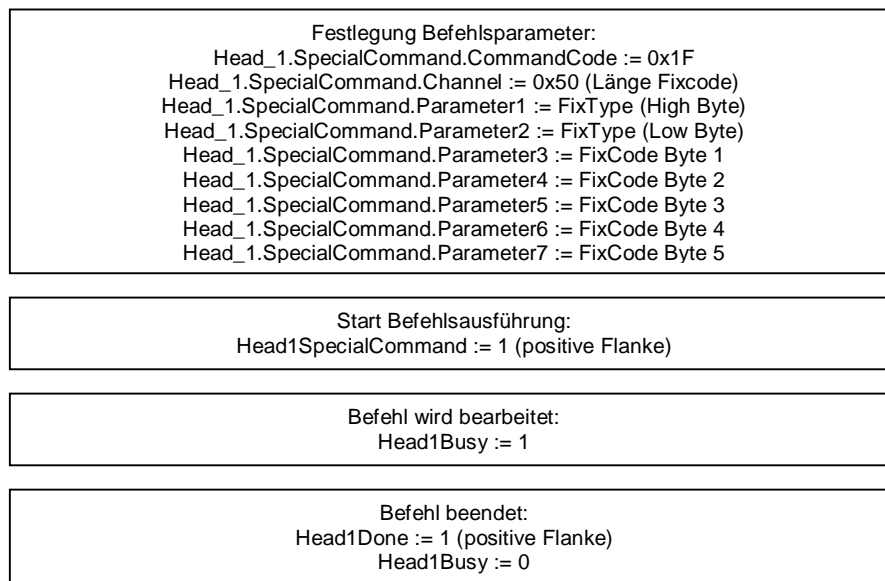 Festlegung Befehlsparameter:
Head_1.SpecialCommand.CommandCode := 0x1F
Head_1.SpecialCommand.Channel := 0x50 (Länge Fixcode)
Head_1.SpecialCommand.Parameter1 := FixType (High Byte)
Head_1.SpecialCommand.Parameter2 := FixType (Low Byte)
Head_1.SpecialCommand.Parameter3 := FixCode Byte 1
Head_1.SpecialCommand.Parameter4 := FixCode Byte 2
Head_1.SpecialCommand.Parameter5 := FixCode Byte 3
Head_1.SpecialCommand.Parameter6 := FixCode Byte 4
Head_1.SpecialCommand.Parameter7 := FixCode Byte 5
Start Befehlsausführung:
Head1SpecialCommand := 1 (positive Flanke)
Befehl wird bearbeitet:
Head1Busy := 1
Befehl beendet:
Head1Done := 1 (positive Flanke)
Head1Busy := 0